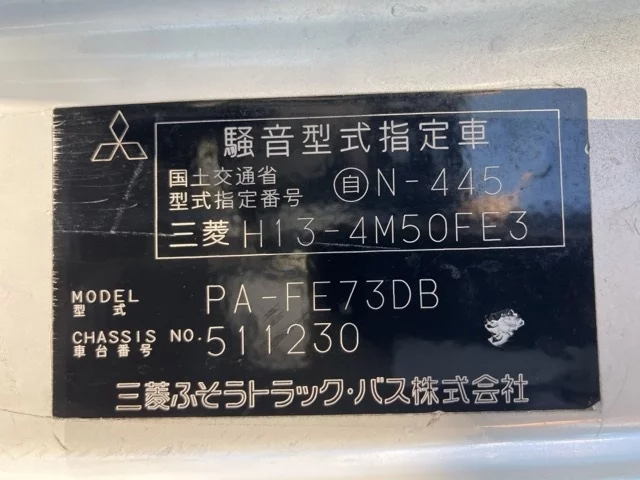 騒音型式指定車
国土交通省
型式指定番号 自N-445
三菱 H13-4M50FE3
MODEL
型式 PA-FE73DB
CHASSIS NO.
車台番号 511230
三菱ふそうトラック・バス株式会社